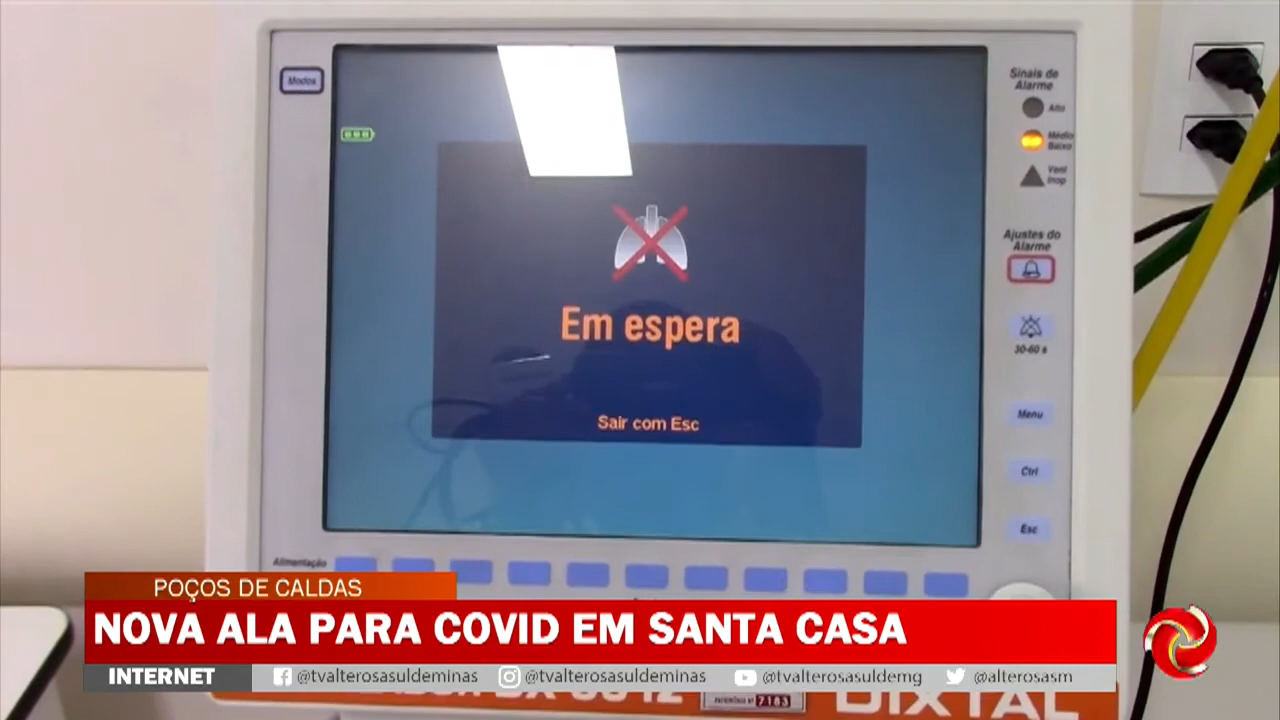 Modos
Sinais de
Alarme
Alto
Médio
Baixo
Vent
Inop
Ajustes do
Alarme
30-60 s
Em espera
Sair com Esc
Menu
Ctrl
Esc
Alimentação
POÇOS DE CALDAS
NOVA ALA PARA COVID EM SANTA CASA
INTERNET @tvalterosasuldeminas @tvalterosasuldeminas @tvalterosasuldemg @alterosasm
7163
DIXTAL